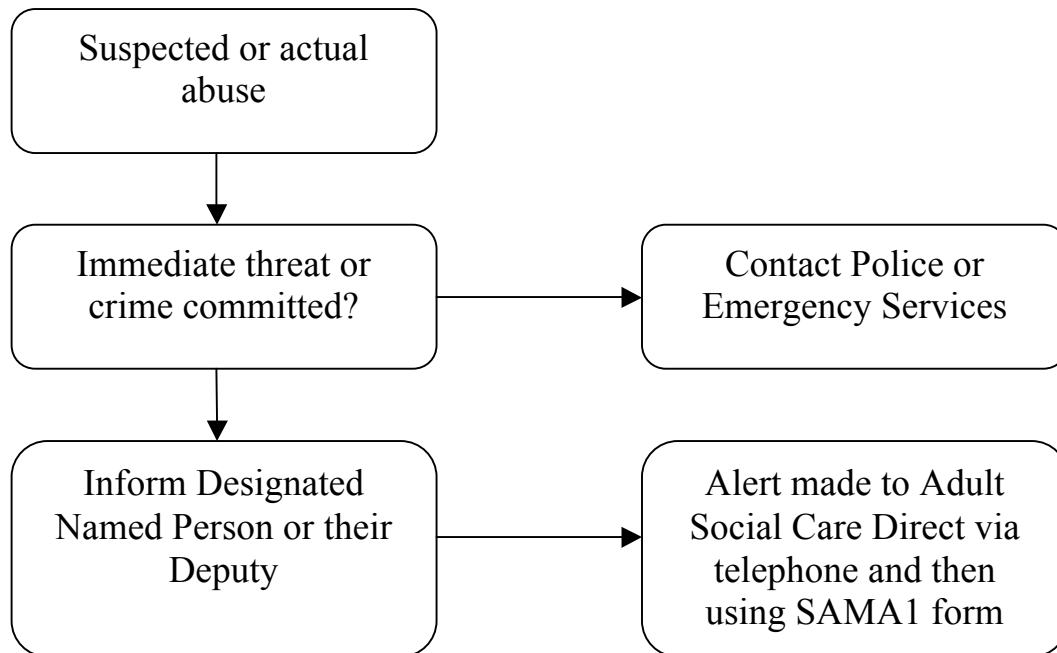 Suspected or actual
abuse
Immediate threat or
crime committed?
Contact Police or
Emergency Services
Inform Designated
Named Person or their
Deputy
Alert made to Adult
Social Care Direct via
telephone and then
using SAMA1 form